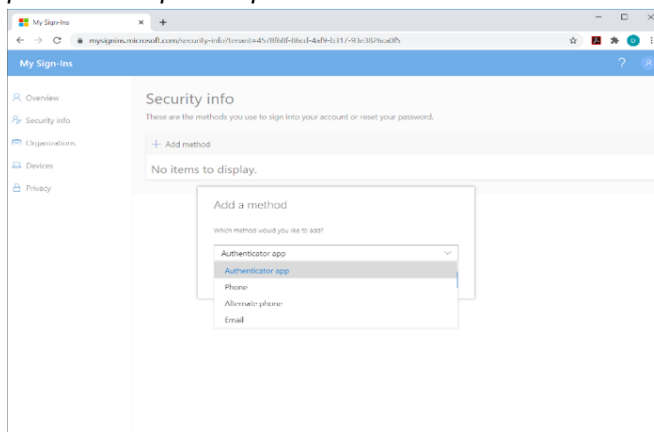 My Sign-Ins
mysignins.microsoft.com/security-info?tenant=
My Sign-Ins
?
Overview
Security info
Organizations
Devices
Privacy
Security info
These are the methods you use to sign into your account or reset your password.
+ Add method
No items to display.
Add a method
Which method would you like to add?
Authenticator app
Authenticator app
Phone
Alternate phone
Email